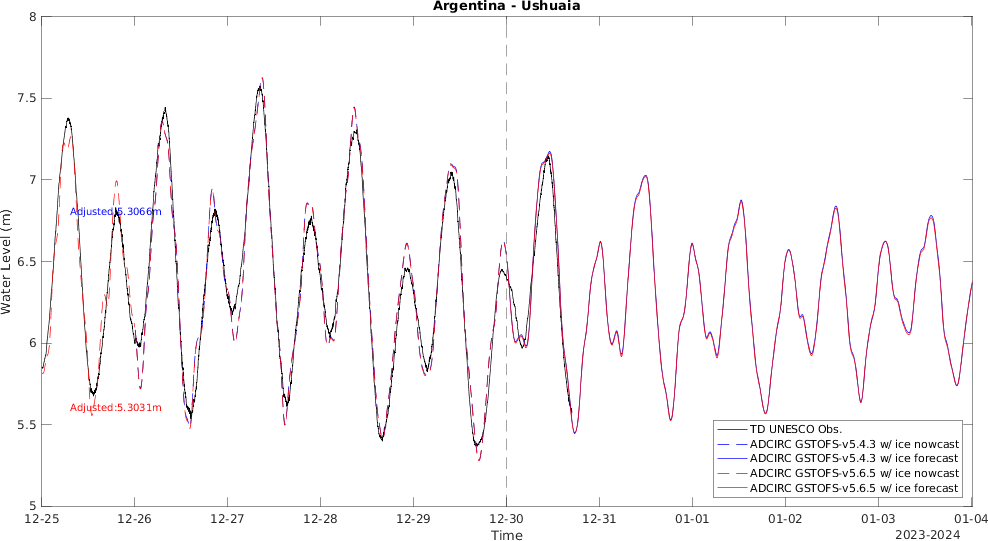 Argentina - Ushuaia
8
7.5
7
6.5
6
5.5
5
Water Level (m)
Adjusted:5.3066m
Adjusted:5.3031m
TD UNESCO Obs.
ADCIRC GSTOFS-v5.4.3 w/ ice nowcast
ADCIRC GSTOFS-v5.4.3 w/ ice forecast
ADCIRC GSTOFS-v5.6.5 w/ ice nowcast
ADCIRC GSTOFS-v5.6.5 w/ ice forecast
12-25 12-26 12-27 12-28 12-29 12-30 12-31 01-01 01-02 01-03 01-04
Time
2023-2024